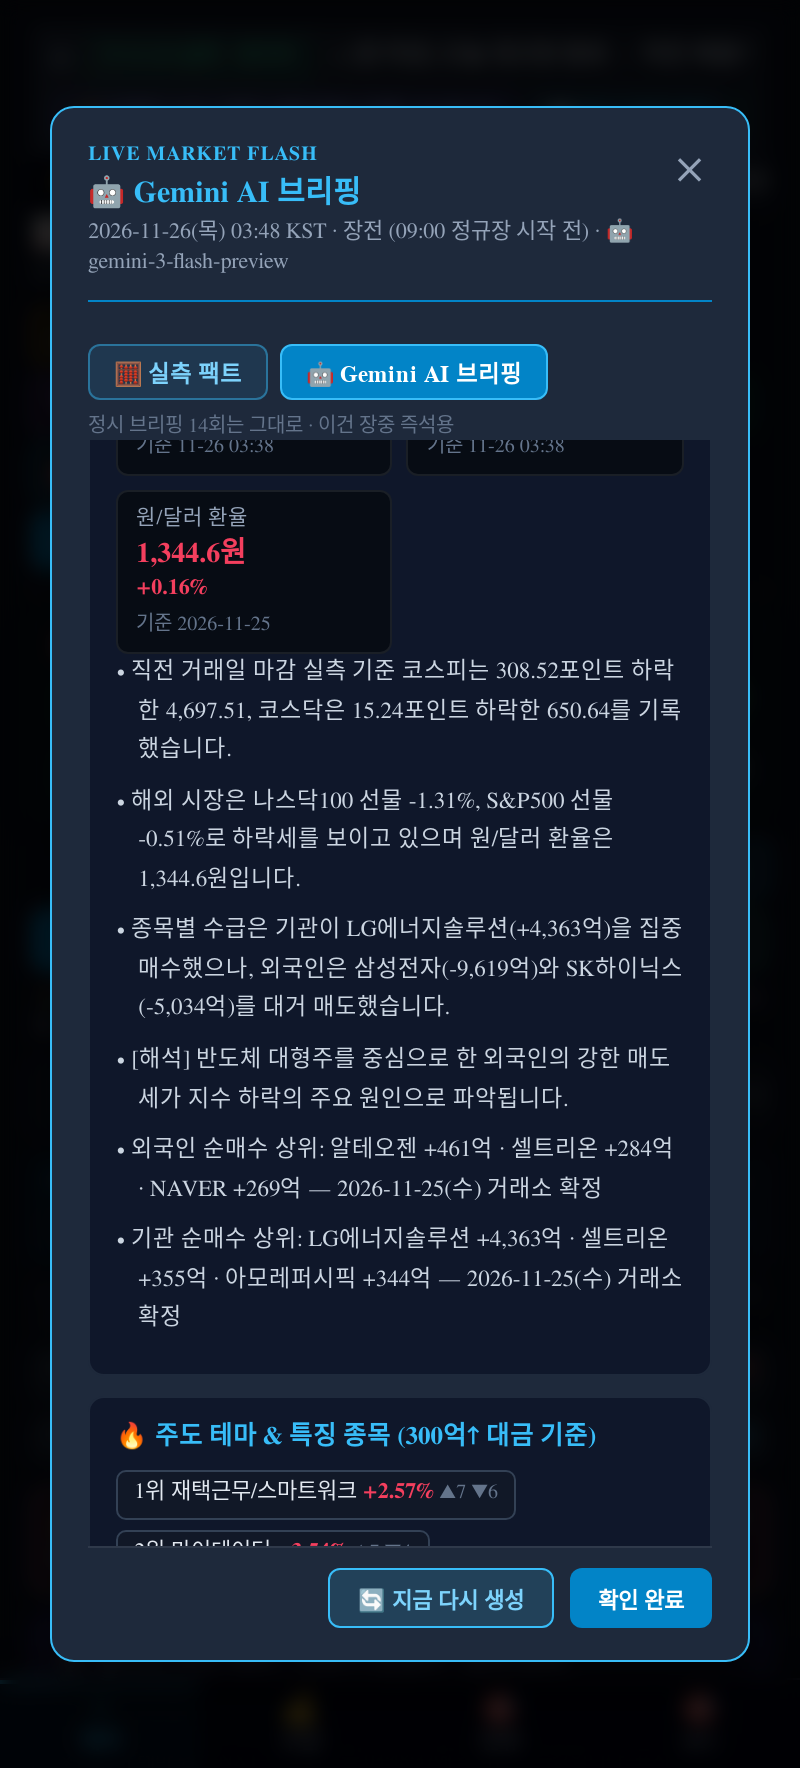 LIVE MARKET FLASH
🤖 Gemini AI 브리핑
2026-11-26(목) 03:48 KST · 장전 (09:00 정규장 시작 전) · 🤖
gemini-3-flash-preview
🧮 실측 팩트
🤖 Gemini AI 브리핑
정시 브리핑 14회는 그대로 · 이건 장중 즉석용
기준 11-26 03:38
기준 11-26 03:38
원/달러 환율
1,344.6원
+0.16%
기준 2026-11-25
• 직전 거래일 마감 실측 기준 코스피는 308.52포인트 하락
한 4,697.51, 코스닥은 15.24포인트 하락한 650.64를 기록
했습니다.
• 해외 시장은 나스닥100 선물 -1.31%, S&P500 선물
-0.51%로 하락세를 보이고 있으며 원/달러 환율은
1,344.6원입니다.
• 종목별 수급은 기관이 LG에너지솔루션(+4,363억)을 집중
매수했으나, 외국인은 삼성전자(-9,619억)와 SK하이닉스
(-5,034억)를 대거 매도했습니다.
• [해석] 반도체 대형주를 중심으로 한 외국인의 강한 매도
세가 지수 하락의 주요 원인으로 파악됩니다.
• 외국인 순매수 상위: 알테오젠 +461억 · 셀트리온 +284억
· NAVER +269억 — 2026-11-25(수) 거래소 확정
• 기관 순매수 상위: LG에너지솔루션 +4,363억 · 셀트리온
+355억 · 아모레퍼시픽 +344억 — 2026-11-25(수) 거래소
확정
🔥 주도 테마 & 특징 종목 (300억↑ 대금 기준)
1위 재택근무/스마트워크 +2.57% ▲7 ▼6
🔄 지금 다시 생성
확인 완료